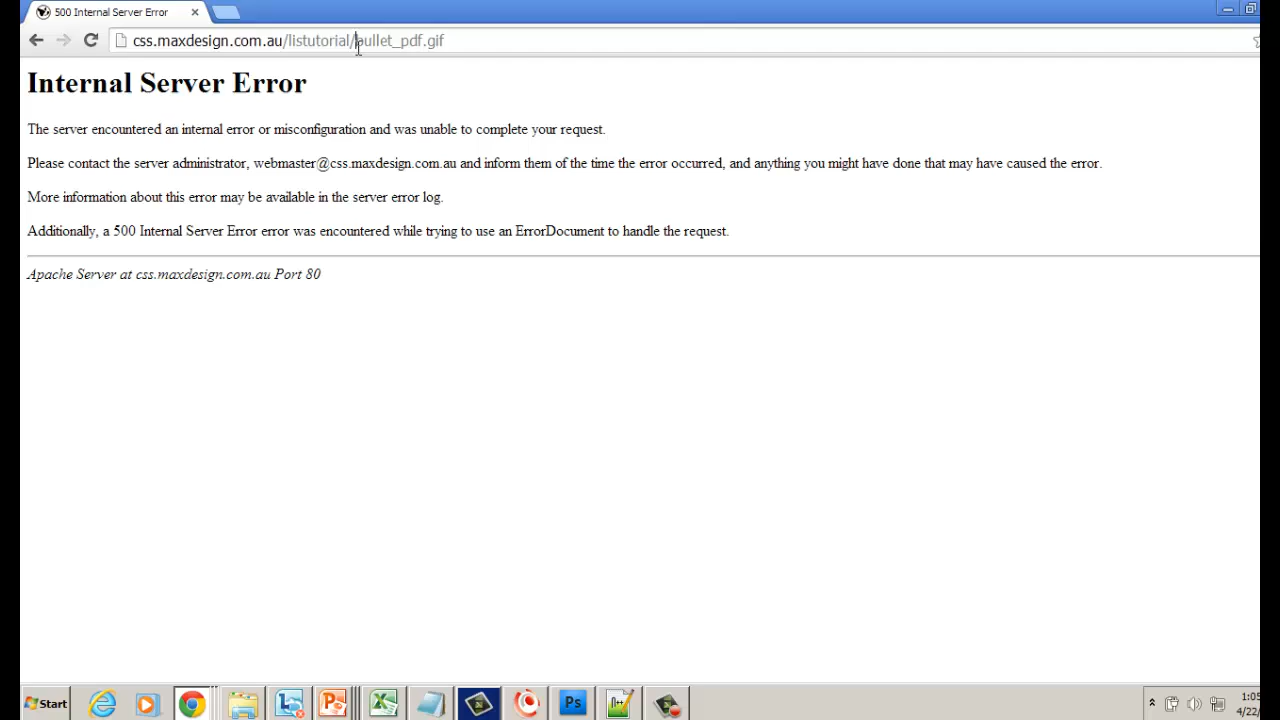 500 Internal Server Error
css.maxdesign.com.au/listutorial/bullet_pdf.gif
Internal Server Error
The server encountered an internal error or misconfiguration and was unable to complete your request.
Please contact the server administrator, webmaster@css.maxdesign.com.au and inform them of the time the error occurred, and anything you might have done that may have caused the error.
More information about this error may be available in the server error log.
Additionally, a 500 Internal Server Error error was encountered while trying to use an ErrorDocument to handle the request.
Apache Server at css.maxdesign.com.au Port 80
Start
Ps
1:05
4/22/